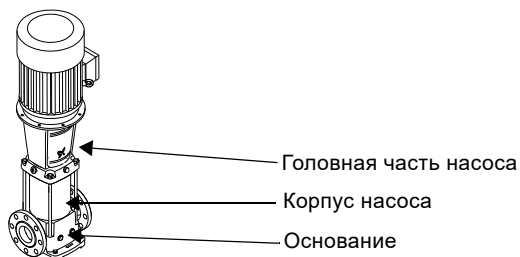 Головная часть насоса
Корпус насоса
Основание